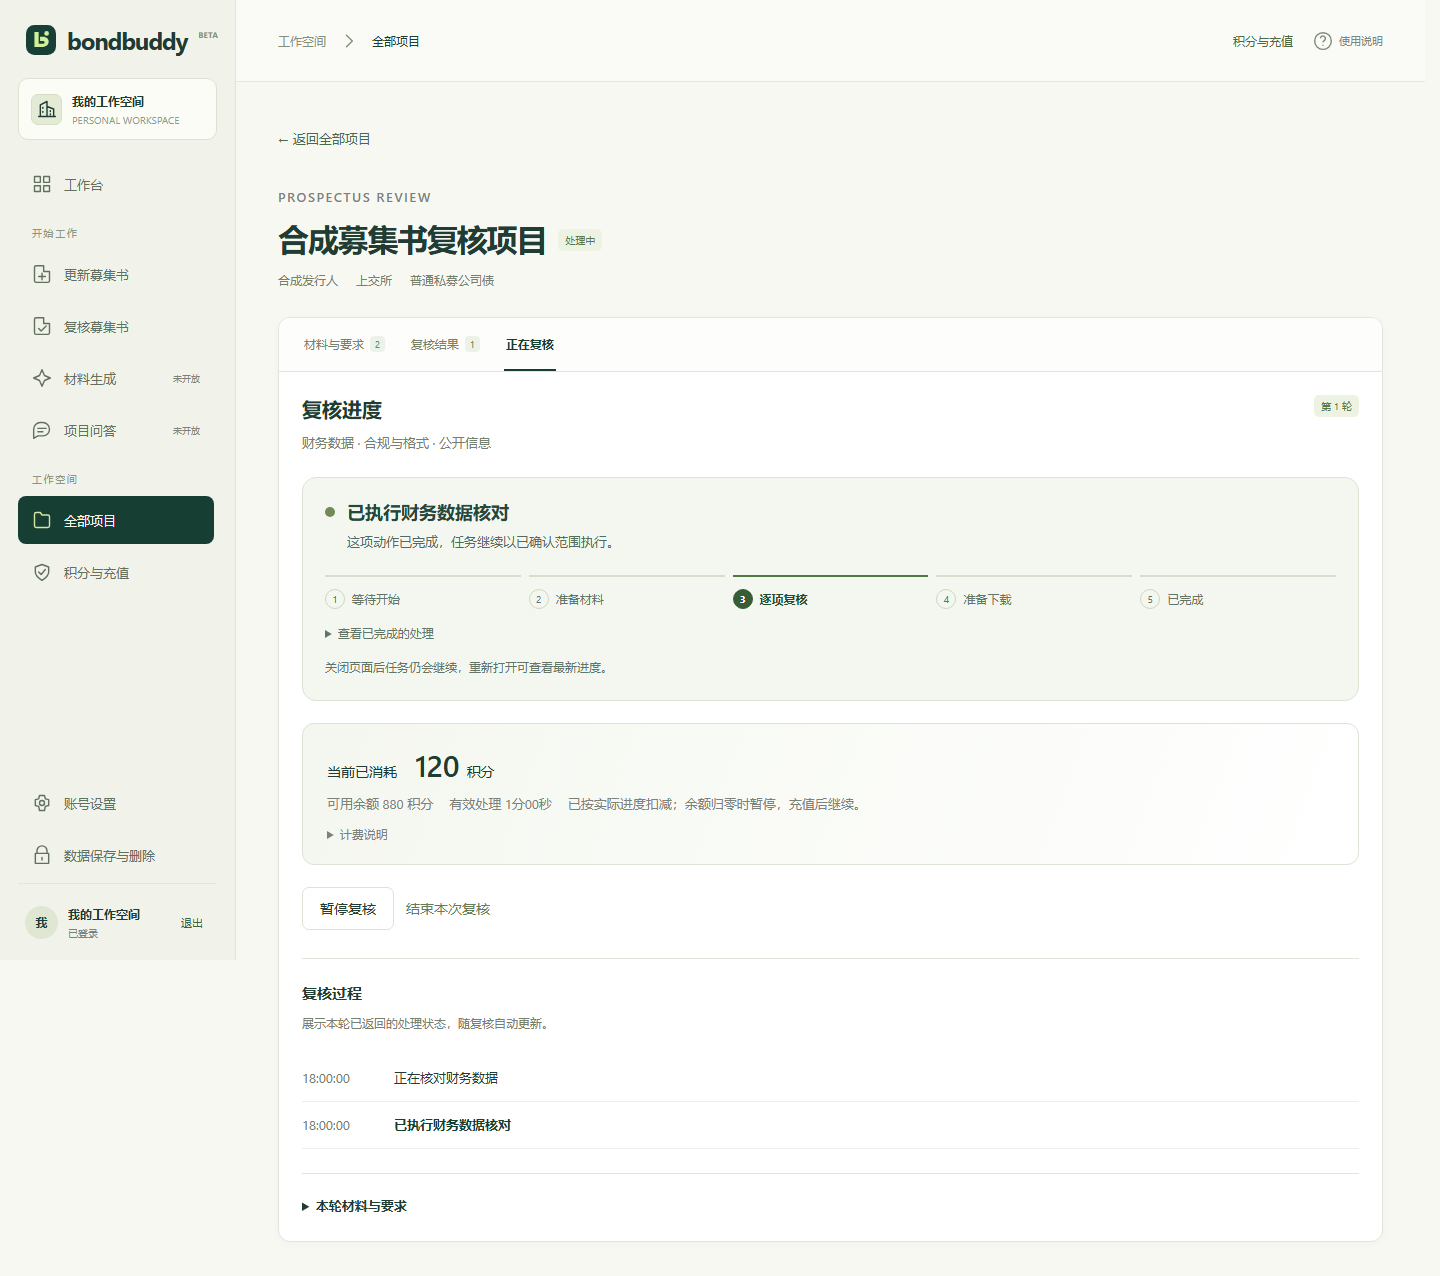 bondbuddy BETA
我的工作空间
PERSONAL WORKSPACE
工作台
开始工作
更新募集书
复核募集书
材料生成 未开放
项目问答 未开放
工作空间
全部项目
积分与充值
账号设置
数据保存与删除
我 我的工作空间
已登录
退出
工作空间 全部项目
积分与充值 使用说明
← 返回全部项目
PROSPECTUS REVIEW
合成募集书复核项目 处理中
合成发行人 上交所 普通私募公司债
材料与要求 2 复核结果 1 正在复核
复核进度 第 1 轮
财务数据 · 合规与格式 · 公开信息
已执行财务数据核对
这项动作已完成，任务继续以已确认范围执行。
1 等待开始 2 准备材料 3 逐项复核 4 准备下载 5 已完成
查看已完成的处理
关闭页面后任务仍会继续，重新打开可查看最新进度。
当前已消耗 120 积分
可用余额 880 积分 有效处理 1分00秒 已按实际进度扣减；余额归零时暂停，充值后继续。
计费说明
暂停复核 结束本次复核
复核过程
展示本轮已返回的处理状态，随复核自动更新。
18:00:00 正在核对财务数据
18:00:00 已执行财务数据核对
本轮材料与要求